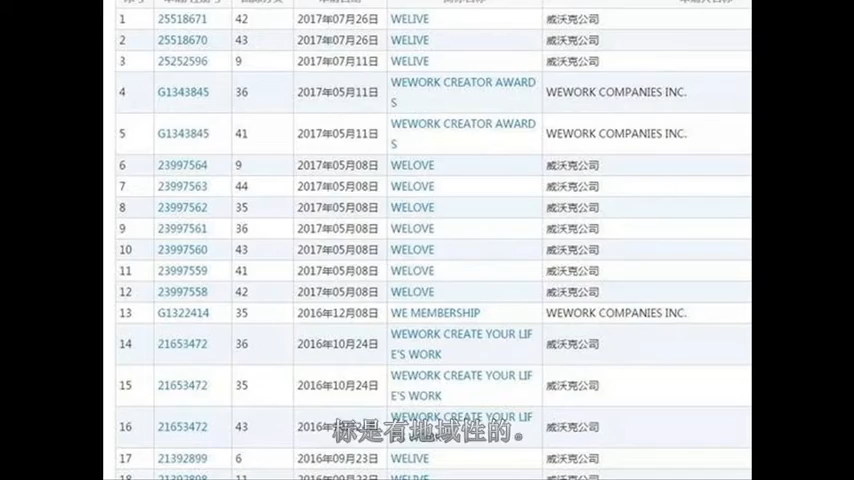 1 25518671 42 2017年07月26日 WELIVE 威沃克公司
2 25518670 43 2017年07月26日 WELIVE 威沃克公司
3 25252596 9 2017年07月11日 WELIVE 威沃克公司
4 G1343845 36 2017年05月11日 WEWORK CREATOR AWARD
S WEWORK COMPANIES INC.
5 G1343845 41 2017年05月11日 WEWORK CREATOR AWARD
S WEWORK COMPANIES INC.
6 23997564 9 2017年05月08日 WELOVE 威沃克公司
7 23997563 44 2017年05月08日 WELOVE 威沃克公司
8 23997562 35 2017年05月08日 WELOVE 威沃克公司
9 23997561 36 2017年05月08日 WELOVE 威沃克公司
10 23997560 43 2017年05月08日 WELOVE 威沃克公司
11 23997559 41 2017年05月08日 WELOVE 威沃克公司
12 23997558 42 2017年05月08日 WELOVE 威沃克公司
13 G1322414 35 2016年12月08日 WE MEMBERSHIP WEWORK COMPANIES INC.
14 21653472 36 2016年10月24日 WEWORK CREATE YOUR LIF
E'S WORK 威沃克公司
15 21653472 35 2016年10月24日 WEWORK CREATE YOUR LIF
E'S WORK 威沃克公司
16 21653472 43 WEWORK CREATE YOUR LIF
威沃克公司
标是有地域性的。
17 21392899 6 2016年09月23日 WELIVE 威沃克公司